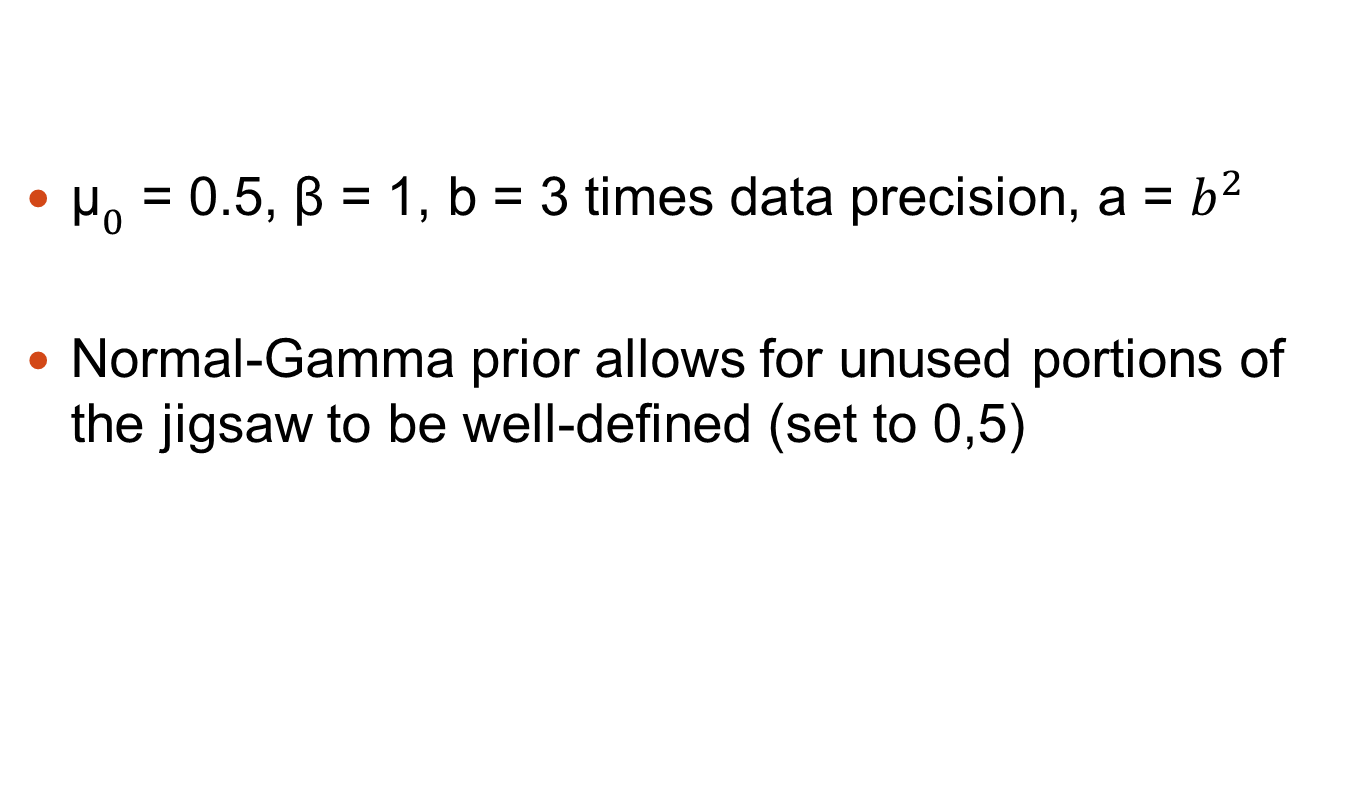 • μ₀ = 0.5, β = 1, b = 3 times data precision, a = 𝑏²
• Normal-Gamma prior allows for unused portions of
the jigsaw to be well-defined (set to 0,5)